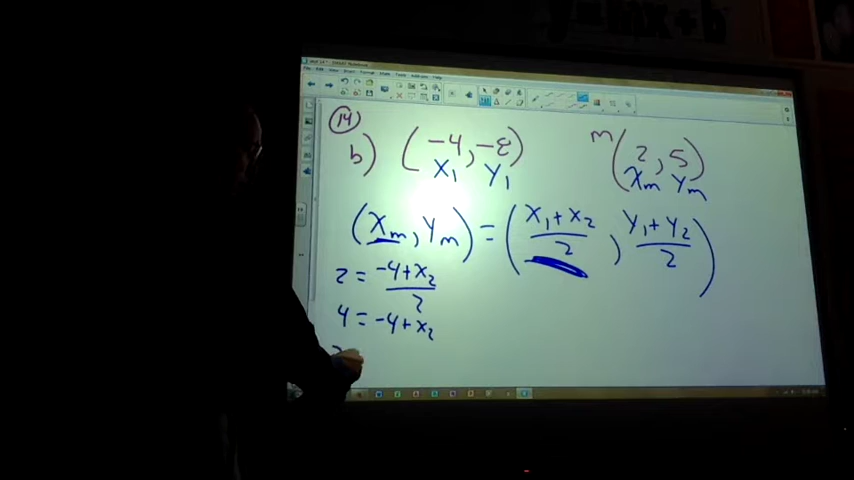 y=mx+b
14
b) (-4, -8) m(2, 5)
x₁ y₁ xₘ yₘ
(xₘ, yₘ) = (x₁+x₂/2, y₁+y₂/2)
2 = -4+x₂/2
4 = -4+x₂